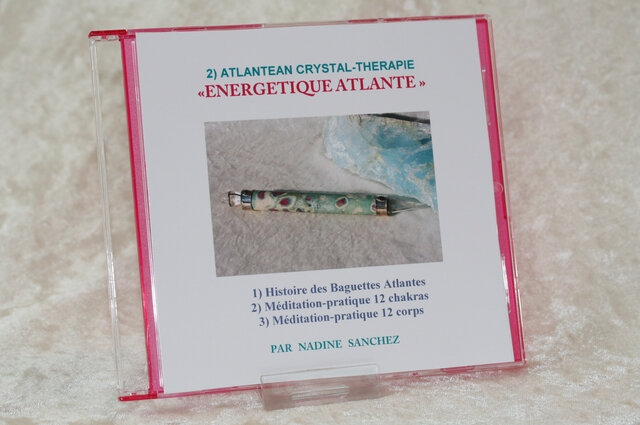 2) ATLANTEAN CRYSTAL-THERAPIE
«ENERGETIQUE ATLANTE »
1) Histoire des Baguettes Atlantes
2) Méditation-pratique 12 chakras
3) Méditation-pratique 12 corps
PAR NADINE SANCHEZ